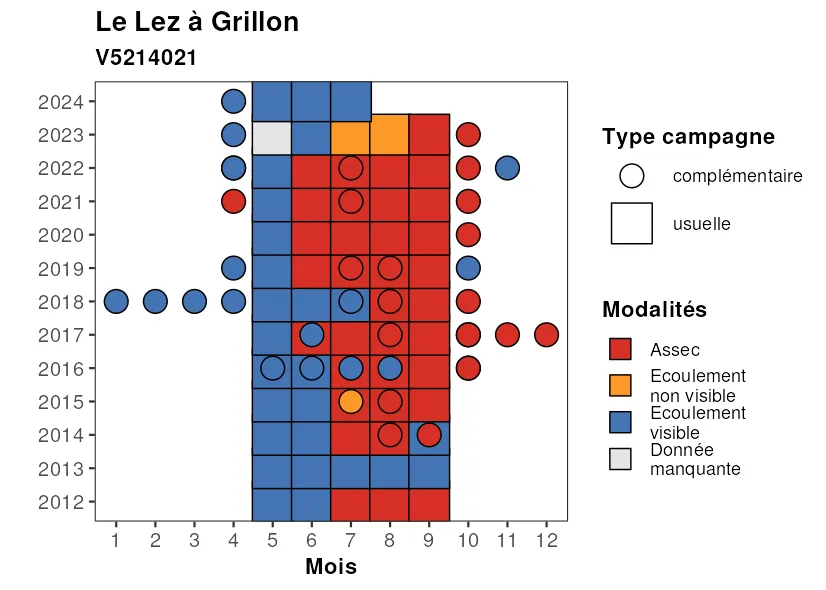 Le Lez à Grillon
V5214021
2024
2023
2022
2021
2020
2019
2018
2017
2016
2015
2014
2013
2012
1 2 3 4 5 6 7 8 9 10 11 12
Mois
Type campagne
complémentaire
usuelle
Modalités
Assec
Ecoulement
non visible
Ecoulement
visible
Donnée
manquante